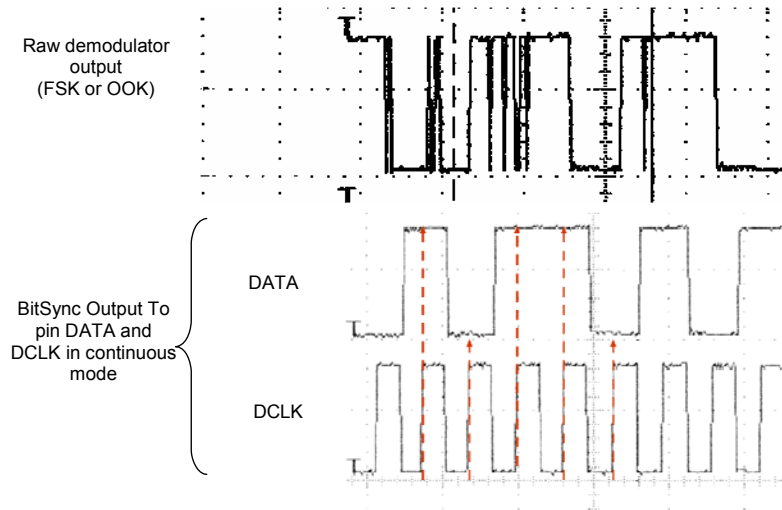 Raw demodulator
output
(FSK or OOK)
DATA
BitSync Output To
pin DATA and
DCLK in continuous
mode
DCLK